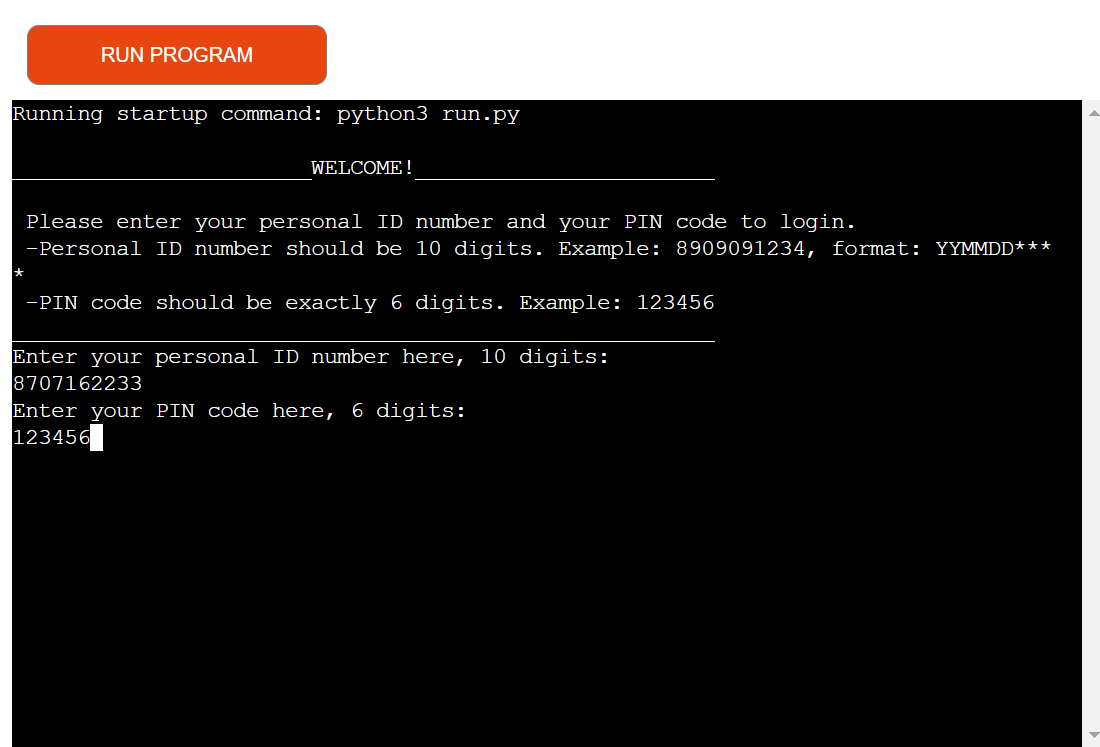 RUN PROGRAM
Running startup command: python3 run.py
_______________________WELCOME!_______________________
Please enter your personal ID number and your PIN code to login.
-Personal ID number should be 10 digits. Example: 8909091234, format: YYMMDD***
*
-PIN code should be exactly 6 digits. Example: 123456
______________________________________________________
Enter your personal ID number here, 10 digits:
8707162233
Enter your PIN code here, 6 digits:
123456